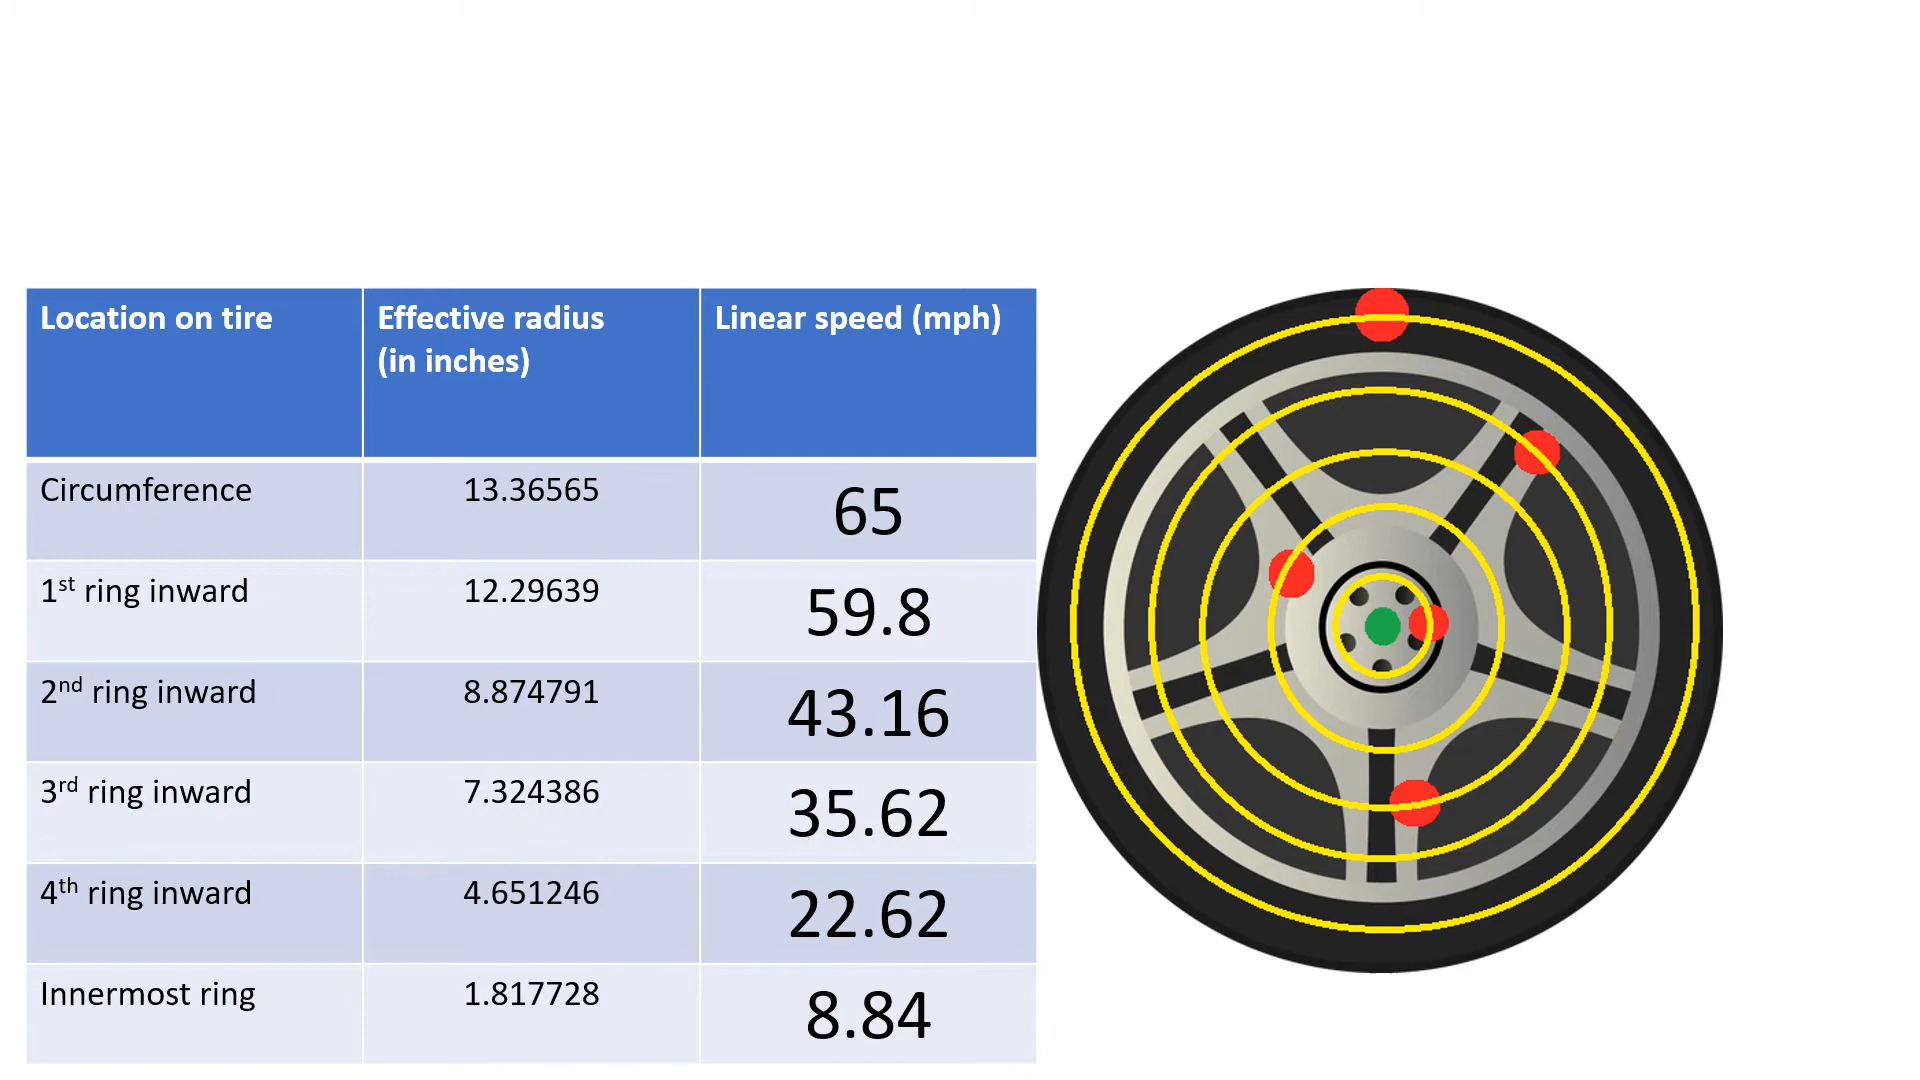 Location on tire
Effective radius
(in inches)
Linear speed (mph)
Circumference
13.36565
65
1st ring inward
12.29639
59.8
2nd ring inward
8.874791
43.16
3rd ring inward
7.324386
35.62
4th ring inward
4.651246
22.62
Innermost ring
1.817728
8.84